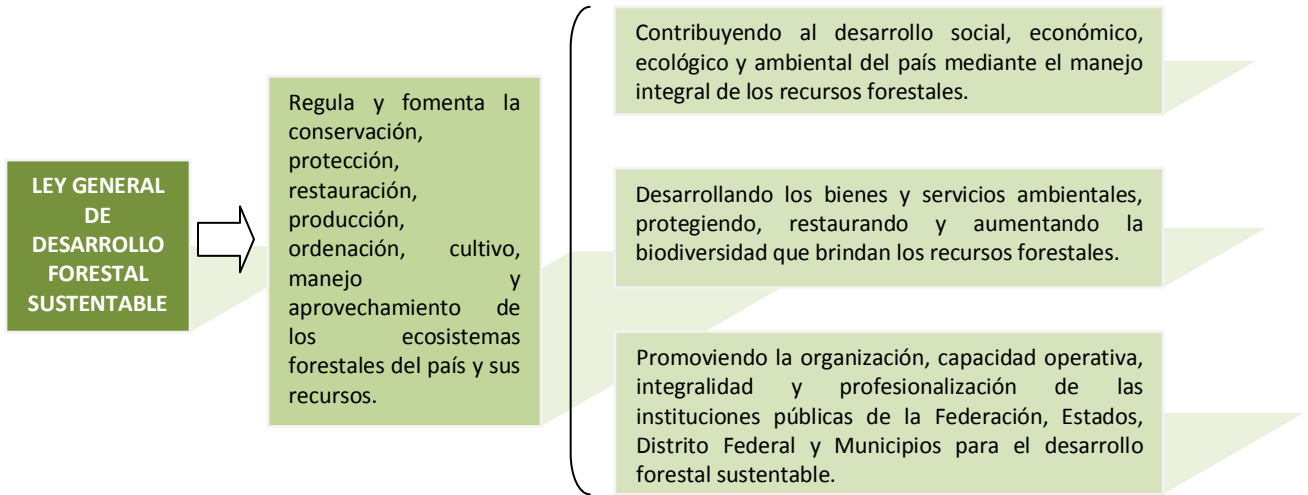 LEY GENERAL
DE
DESARROLLO
FORESTAL
SUSTENTABLE
Regula y fomenta la
conservación,
protección,
restauración,
producción,
ordenación, cultivo,
manejo y
aprovechamiento de
los ecosistemas
forestales del país y sus
recursos.
Contribuyendo al desarrollo social, económico,
ecológico y ambiental del país mediante el manejo
integral de los recursos forestales.
Desarrollando los bienes y servicios ambientales,
protegiendo, restaurando y aumentando la
biodiversidad que brindan los recursos forestales.
Promoviendo la organización, capacidad operativa,
integralidad y profesionalización de las
instituciones públicas de la Federación, Estados,
Distrito Federal y Municipios para el desarrollo
forestal sustentable.